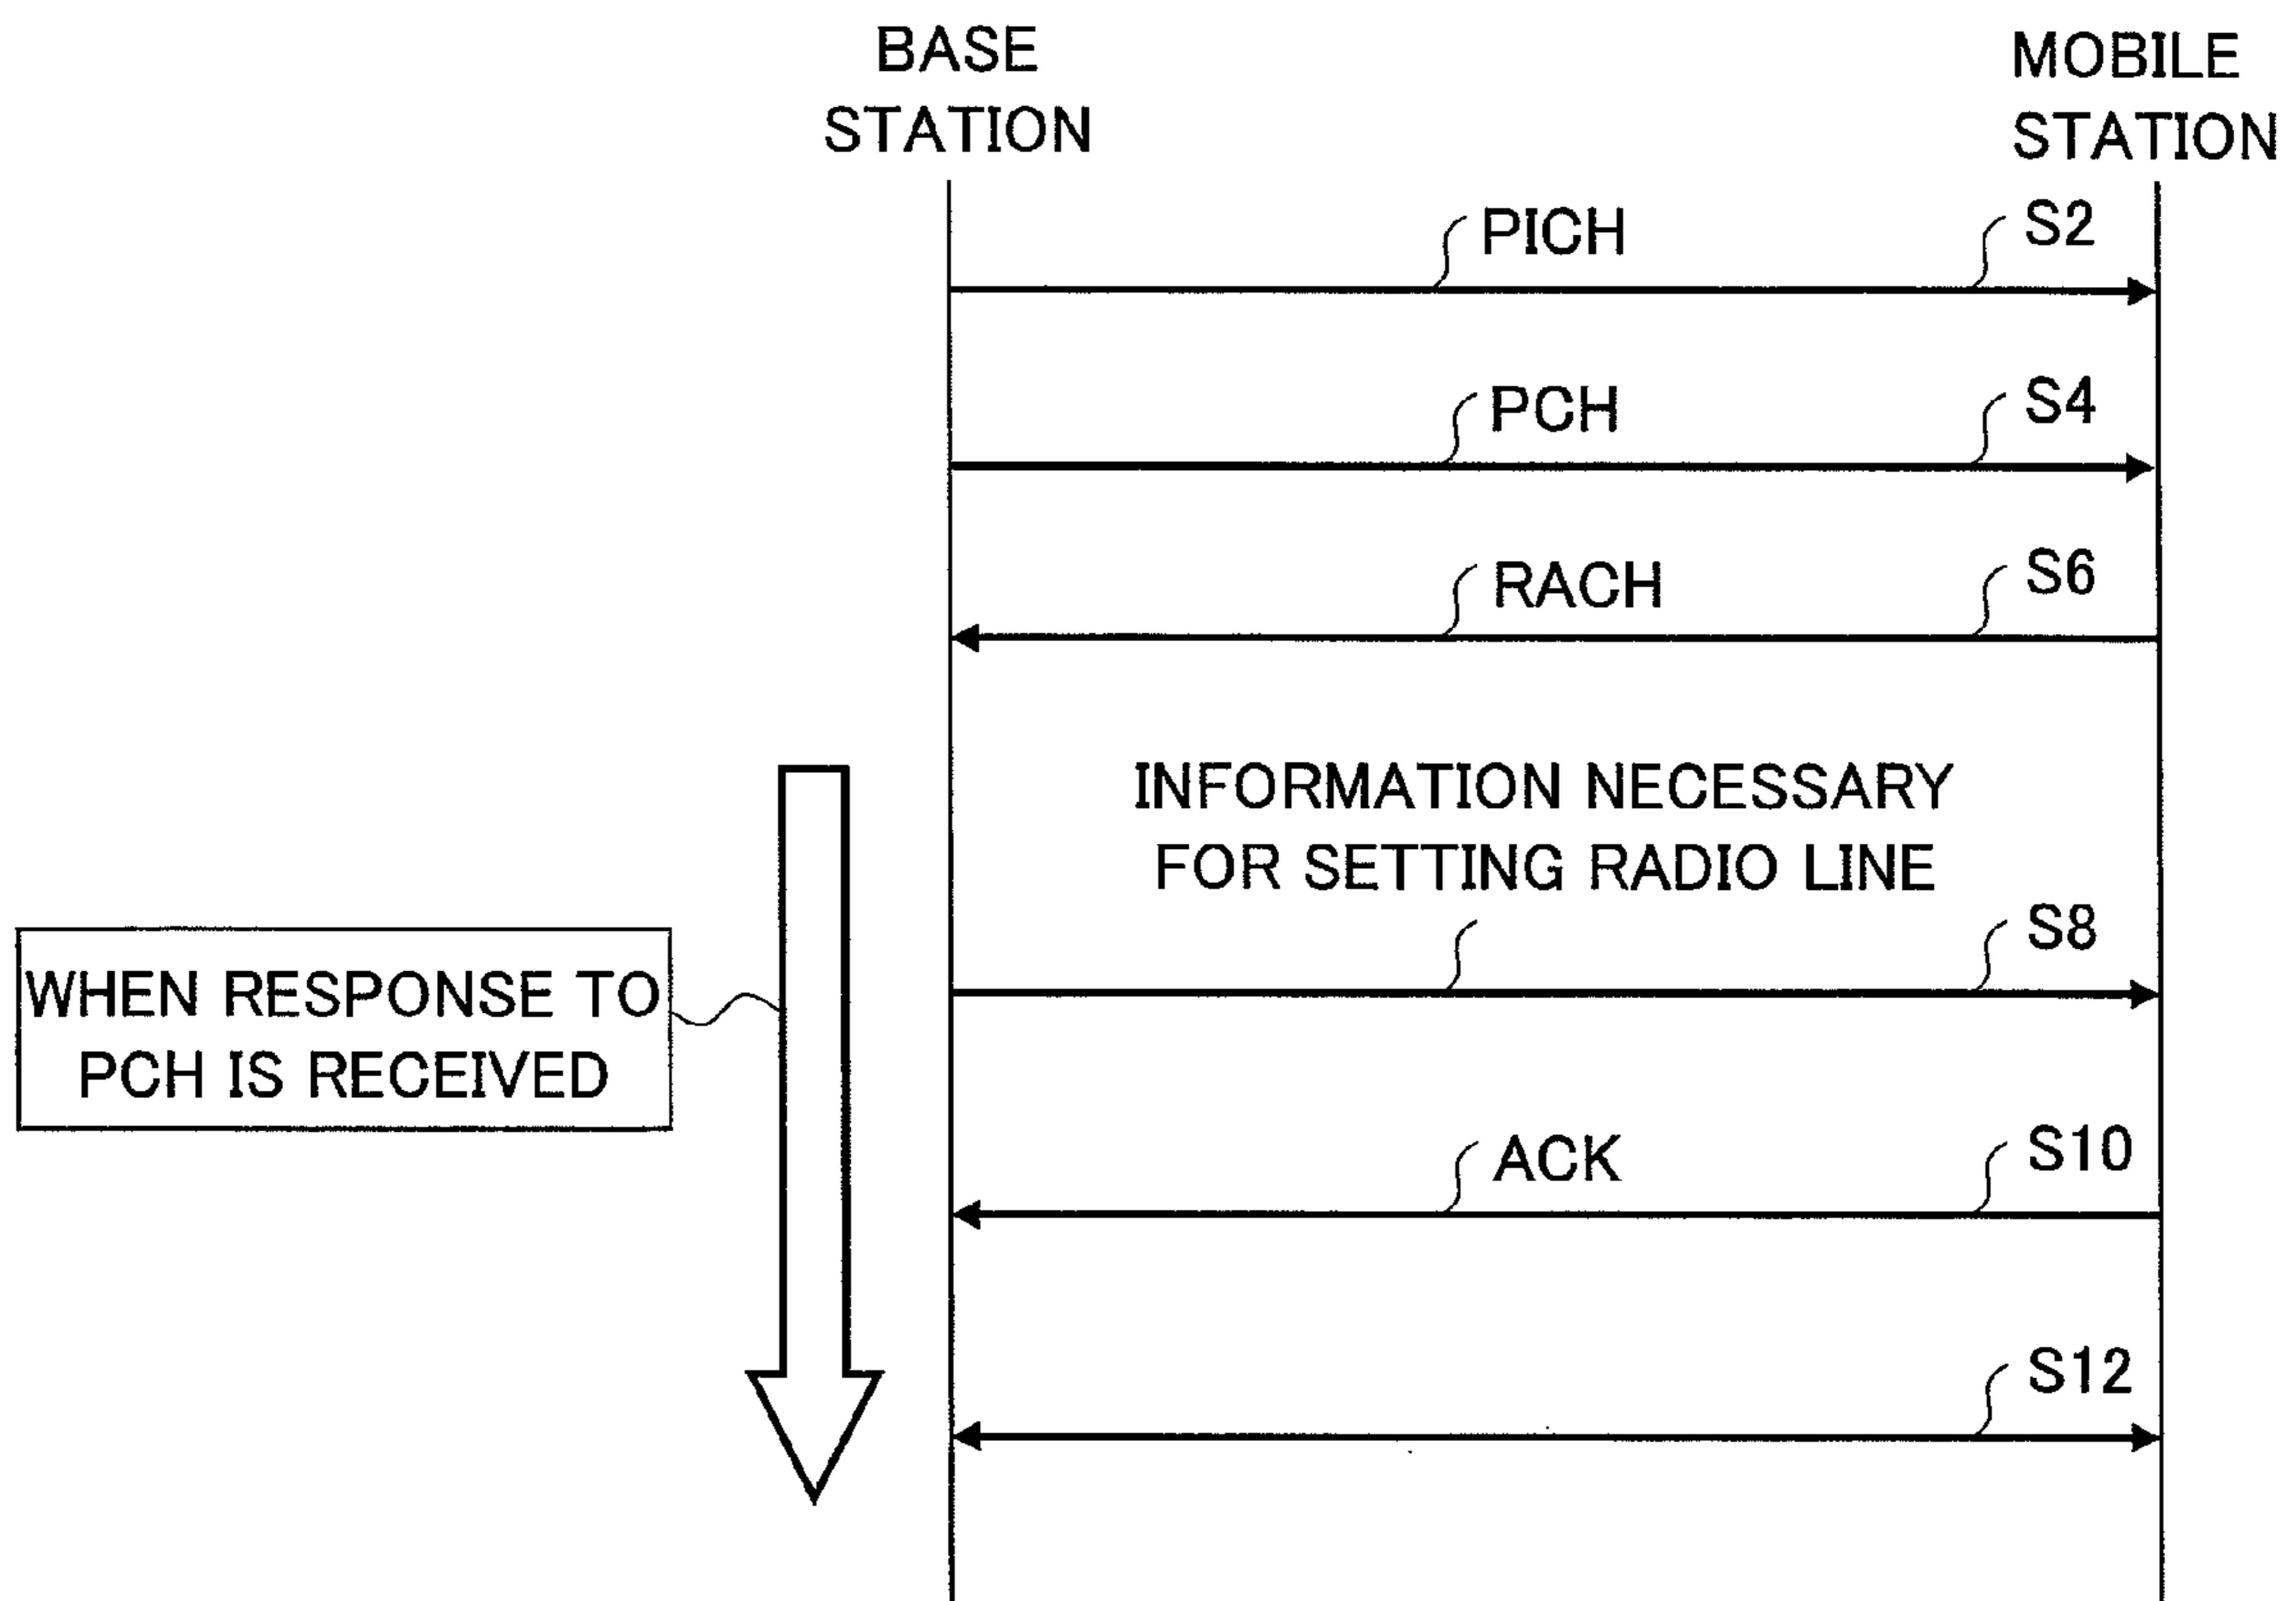 BASE
STATION
MOBILE
STATION
PICH
S2
PCH
S4
RACH
S6
INFORMATION NECESSARY
FOR SETTING RADIO LINE
S8
WHEN RESPONSE TO
PCH IS RECEIVED
ACK
S10
S12